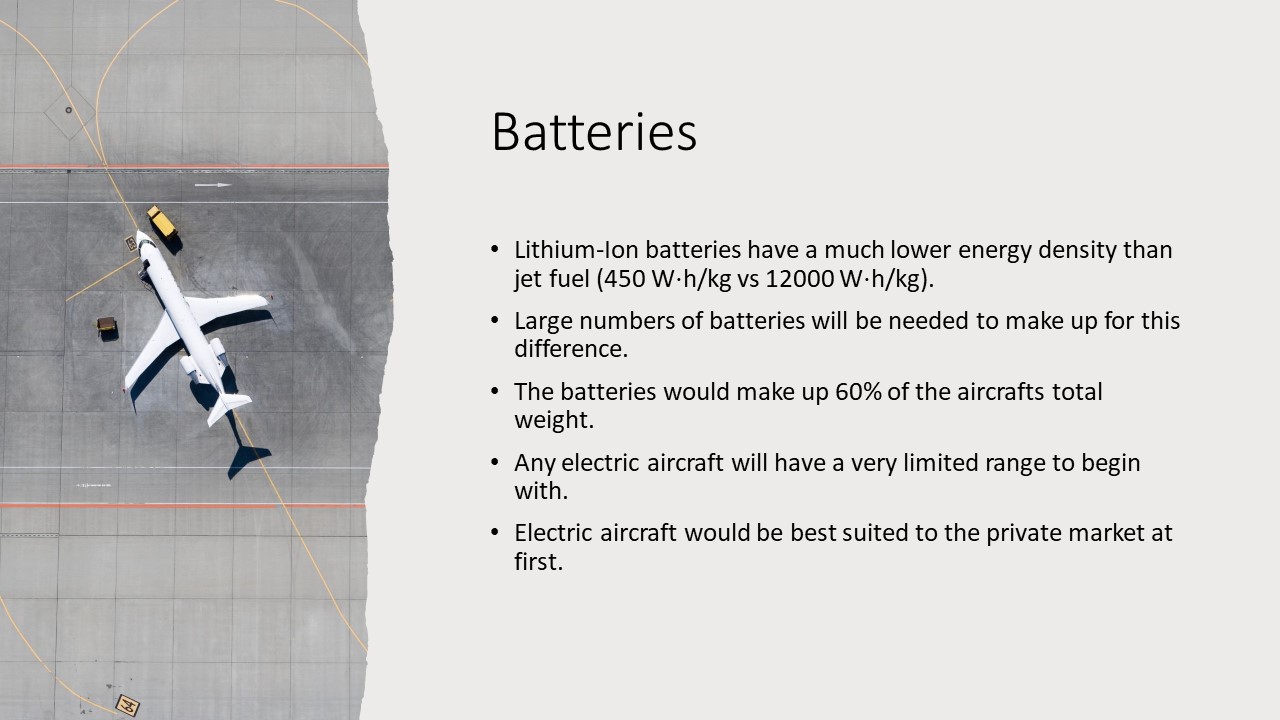 Batteries
• Lithium-Ion batteries have a much lower energy density than
jet fuel (450 W·h/kg vs 12000 W·h/kg).
• Large numbers of batteries will be needed to make up for this
difference.
• The batteries would make up 60% of the aircrafts total
weight.
• Any electric aircraft will have a very limited range to begin
with.
• Electric aircraft would be best suited to the private market at
first.